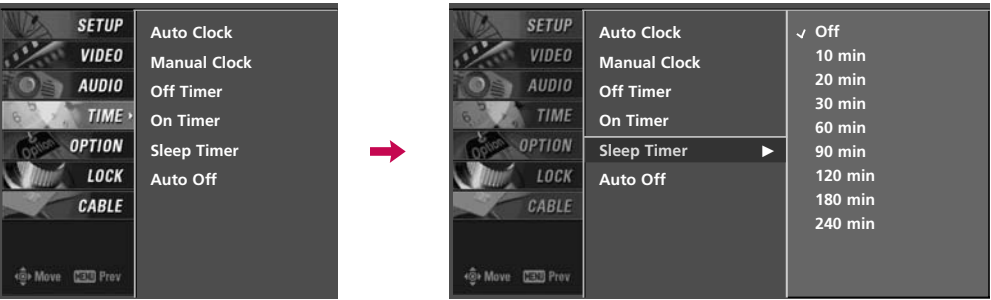 SETUP
VIDEO
AUDIO
TIME
OPTION
LOCK
CABLE
Move MENU Prev
Auto Clock
Manual Clock
Off Timer
On Timer
Sleep Timer
Auto Off
SETUP
VIDEO
AUDIO
TIME
OPTION
LOCK
CABLE
Move MENU Prev
Auto Clock
Manual Clock
Off Timer
On Timer
Sleep Timer ►
Auto Off
✓ Off
10 min
20 min
30 min
60 min
90 min
120 min
180 min
240 min